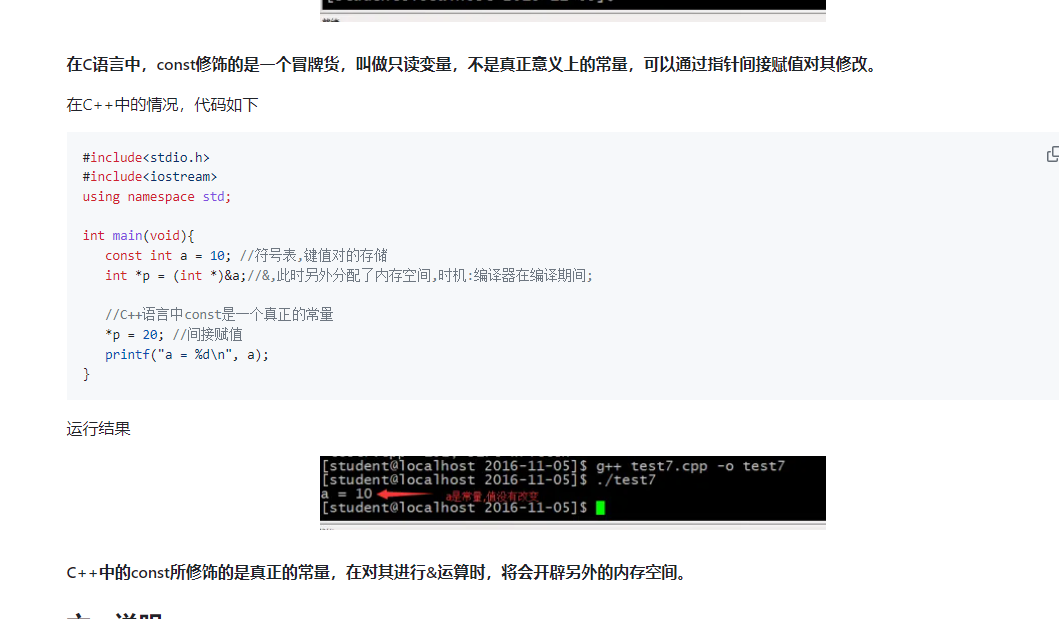 在C语言中，const修饰的是一个冒牌货，叫做只读变量，不是真正意义上的常量，可以通过指针间接赋值对其修改。
在C++中的情况，代码如下
#include<stdio.h>
#include<iostream>
using namespace std;
int main(void){
const int a = 10; //符号表,键值对的存储
int *p = (int *)&a;//&,此时另外分配了内存空间,时机:编译器在编译期间;
//C++语言中const是一个真正的常量
*p = 20; //间接赋值
printf("a = %d\n", a);
}
运行结果
[student@localhost 2016-11-05]$ g++ test7.cpp -o test7
[student@localhost 2016-11-05]$ ./test7
a = 10 a是常量,值没有改变
[student@localhost 2016-11-05]$
C++中的const所修饰的是真正的常量，在对其进行&运算时，将会开辟另外的内存空间。